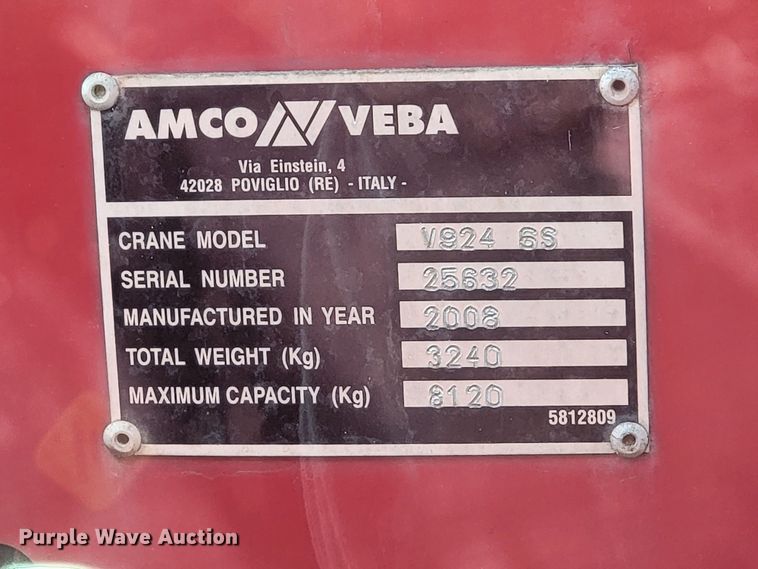 AMCO VEBA
Via Einstein, 4
42028 POVIGLIO (RE) - ITALY -
CRANE MODEL V924 6S
SERIAL NUMBER 25632
MANUFACTURED IN YEAR 2008
TOTAL WEIGHT (Kg) 3240
MAXIMUM CAPACITY (Kg) 8120
5812809
Purple Wave Auction